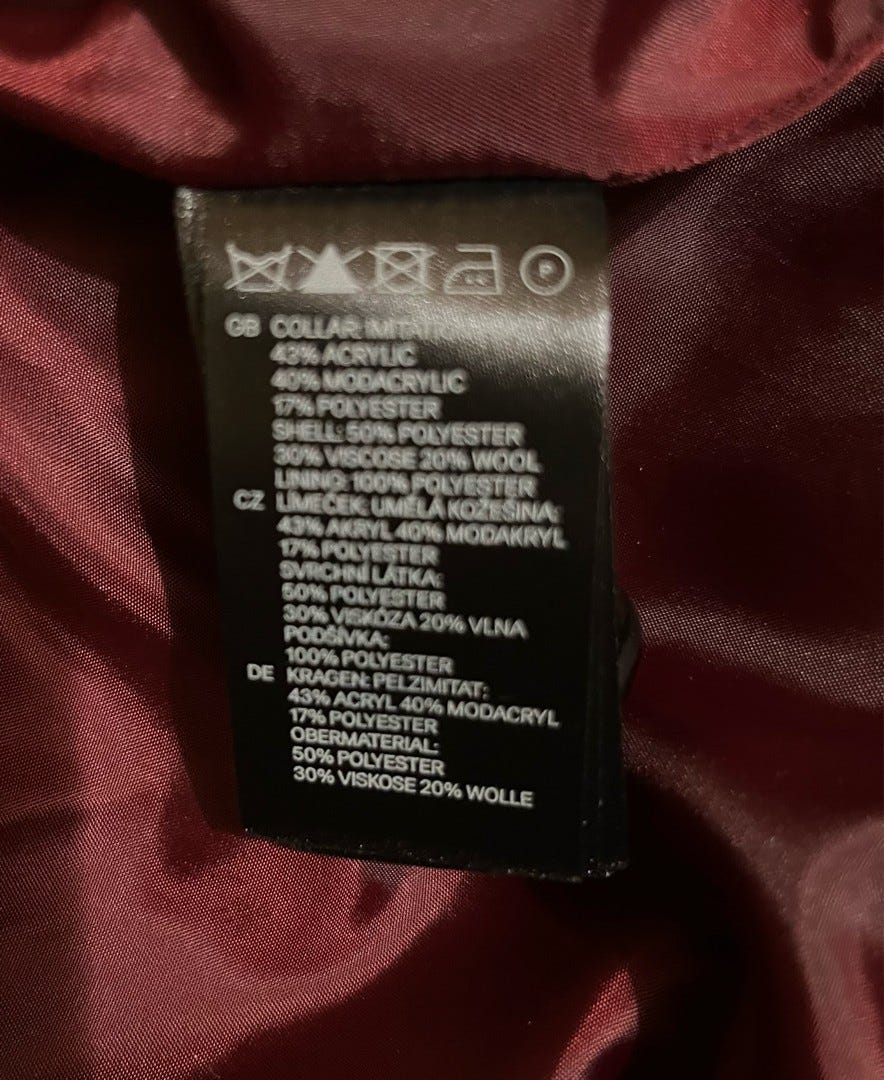 P
GB COLLAR: IMITATION
43% ACRYLIC
40% MODACRYLIC
17% POLYESTER
SHELL: 50% POLYESTER
30% VISCOSE 20% WOOL
LINING: 100% POLYESTER
CZ LÍMEČEK: UMĚLÁ KOŽEŠINA:
43% AKRYL 40% MODAKRYL
17% POLYESTER
SVRCHNÍ LÁTKA:
50% POLYESTER
30% VISKÓZA 20% VLNA
PODŠÍVKA:
100% POLYESTER
DE KRAGEN: PELZIMITAT:
43% ACRYL 40% MODACRYL
17% POLYESTER
OBERMATERIAL:
50% POLYESTER
30% VISKOSE 20% WOLLE